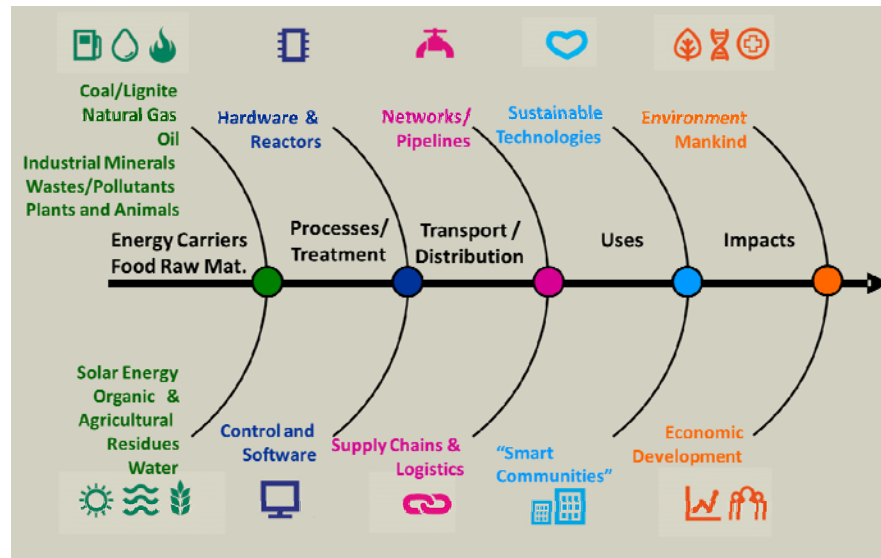 Coal/Lignite
Natural Gas
Oil
Industrial Minerals
Wastes/Pollutants
Plants and Animals
Hardware &
Reactors
Networks/
Pipelines
Sustainable
Technologies
Environment
Mankind
Energy Carriers
Food Raw Mat.
Processes/
Treatment
Transport /
Distribution
Uses
Impacts
Solar Energy
Organic &
Agricultural
Residues
Water
Control and
Software
Supply Chains &
Logistics
“Smart
Communities”
Economic
Development